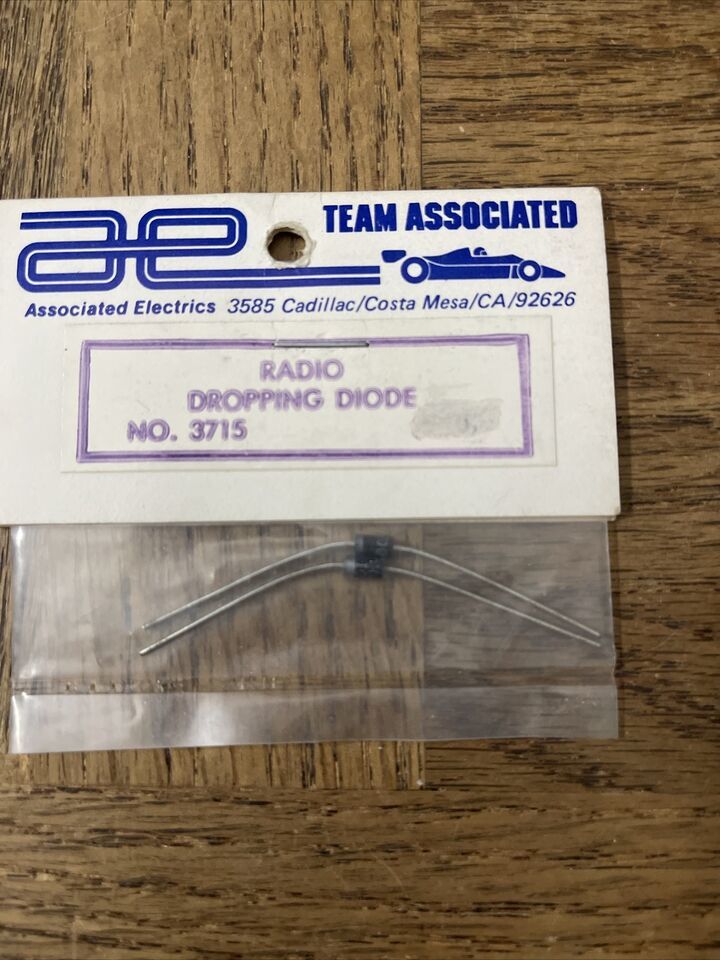 ae
TEAM ASSOCIATED
Associated Electrics 3585 Cadillac/Costa Mesa/CA/92626
RADIO
DROPPING DIODE
NO. 3715